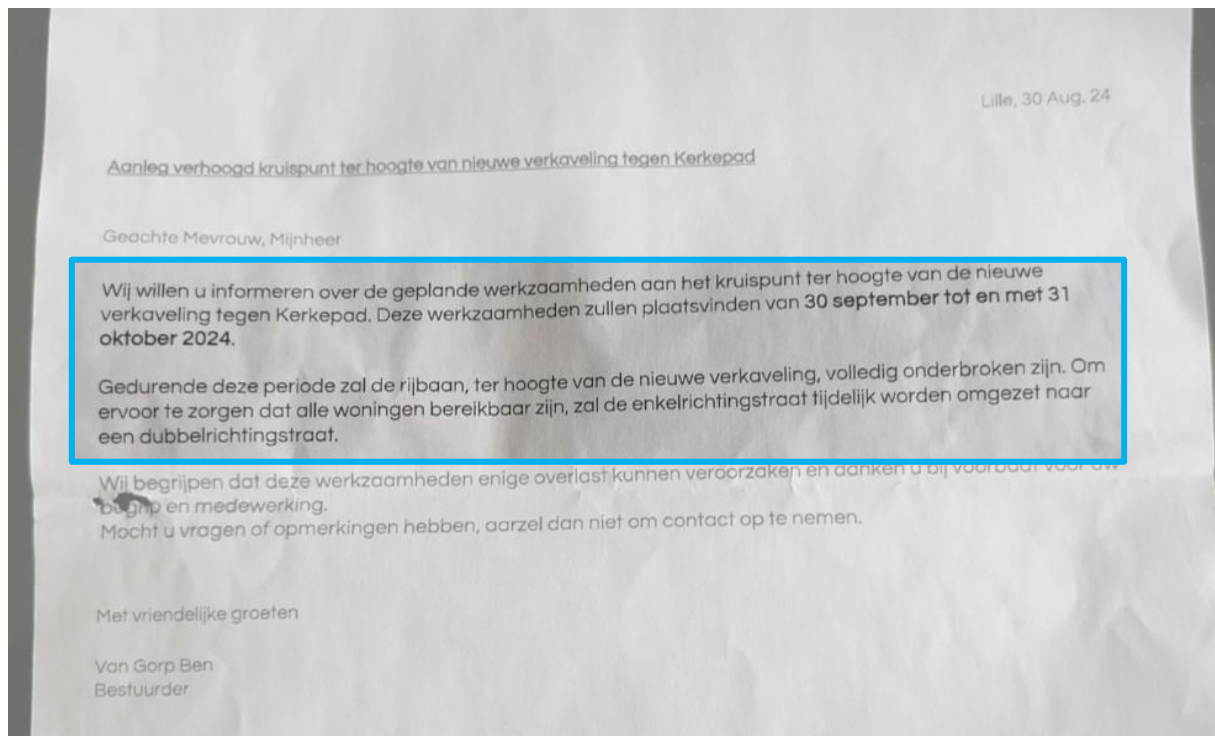 Lille, 30 Aug. 24
Aanleg verhoogd kruispunt ter hoogte van nieuwe verkaveling tegen Kerkepad
Geachte Mevrouw, Mijnheer
Wij willen u informeren over de geplande werkzaamheden aan het kruispunt ter hoogte van de nieuwe
verkaveling tegen Kerkepad. Deze werkzaamheden zullen plaatsvinden van 30 september tot en met 31
oktober 2024.
Gedurende deze periode zal de rijbaan, ter hoogte van de nieuwe verkaveling, volledig onderbroken zijn. Om
ervoor te zorgen dat alle woningen bereikbaar zijn, zal de enkelrichtingstraat tijdelijk worden omgezet naar
een dubbelrichtingstraat.
Wij begrijpen dat deze werkzaamheden enige overlast kunnen veroorzaken en danken u bij voorbaat voor uw
begrip en medewerking.
Mocht u vragen of opmerkingen hebben, aarzel dan niet om contact op te nemen.
Met vriendelijke groeten
Van Gorp Ben
Bestuurder